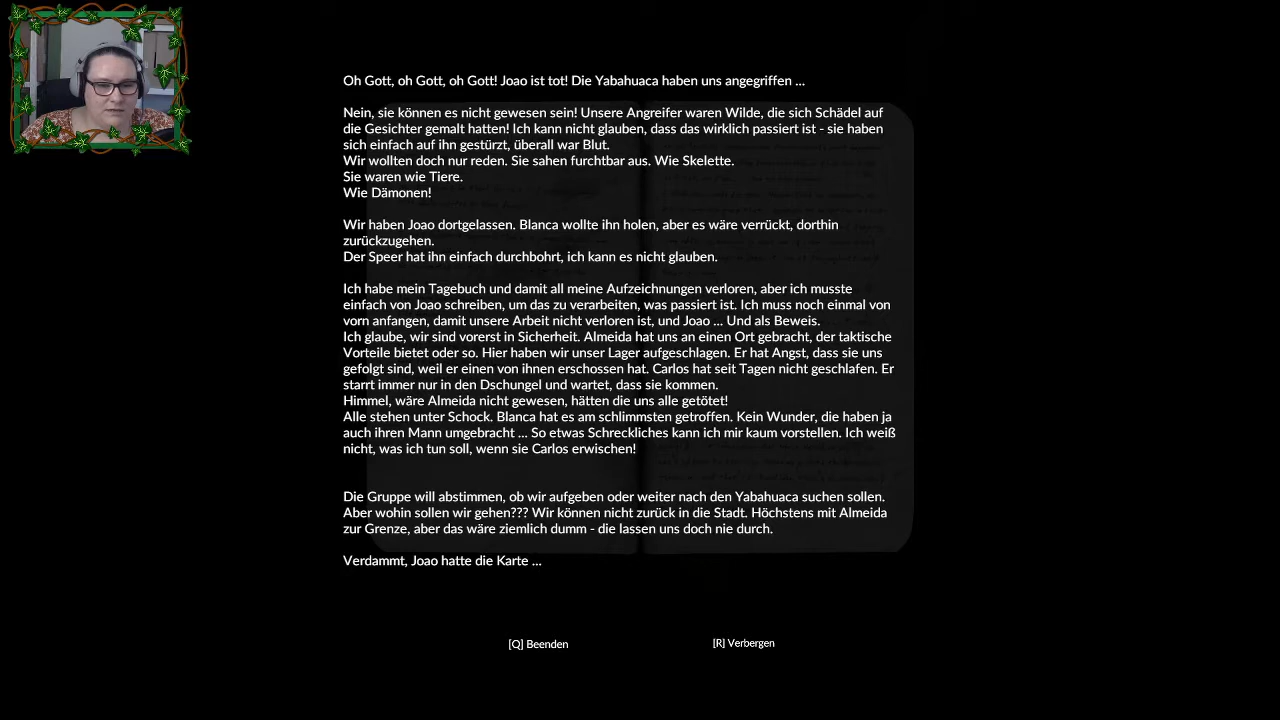 Oh Gott, oh Gott, oh Gott! Joao ist tot! Die Yabahuaca haben uns angegriffen ...
Nein, sie können es nicht gewesen sein! Unsere Angreifer waren Wilde, die sich Schädel auf
die Gesichter gemalt hatten! Ich kann nicht glauben, dass das wirklich passiert ist - sie haben
sich einfach auf ihn gestürzt, überall war Blut.
Wir wollten doch nur reden. Sie sahen furchtbar aus. Wie Skelette.
Sie waren wie Tiere.
Wie Dämonen!
Wir haben Joao dortgelassen. Blanca wollte ihn holen, aber es wäre verrückt, dorthin
zurückzugehen.
Der Speer hat ihn einfach durchbohrt, ich kann es nicht glauben.
Ich habe mein Tagebuch und damit all meine Aufzeichnungen verloren, aber ich musste
einfach von Joao schreiben, um das zu verarbeiten, was passiert ist. Ich muss noch einmal von
vorn anfangen, damit unsere Arbeit nicht verloren ist, und Joao ... Und als Beweis.
Ich glaube, wir sind vorerst in Sicherheit. Almeida hat uns an einen Ort gebracht, der taktische
Vorteile bietet oder so. Hier haben wir unser Lager aufgeschlagen. Er hat Angst, dass sie uns
gefolgt sind, weil er einen von ihnen erschossen hat. Carlos hat seit Tagen nicht geschlafen. Er
starrt immer nur in den Dschungel und wartet, dass sie kommen.
Himmel, wäre Almeida nicht gewesen, hätten die uns alle getötet!
Alle stehen unter Schock. Blanca hat es am schlimmsten getroffen. Kein Wunder, die haben ja
auch ihren Mann umgebracht ... So etwas Schreckliches kann ich mir kaum vorstellen. Ich weiß
nicht, was ich tun soll, wenn sie Carlos erwischen!
Die Gruppe will abstimmen, ob wir aufgeben oder weiter nach den Yabahuaca suchen sollen.
Aber wohin sollen wir gehen??? Wir können nicht zurück in die Stadt. Höchstens mit Almeida
zur Grenze, aber das wäre ziemlich dumm - die lassen uns doch nie durch.
Verdammt, Joao hatte die Karte ...
[Q] Beenden
[R] Verbergen